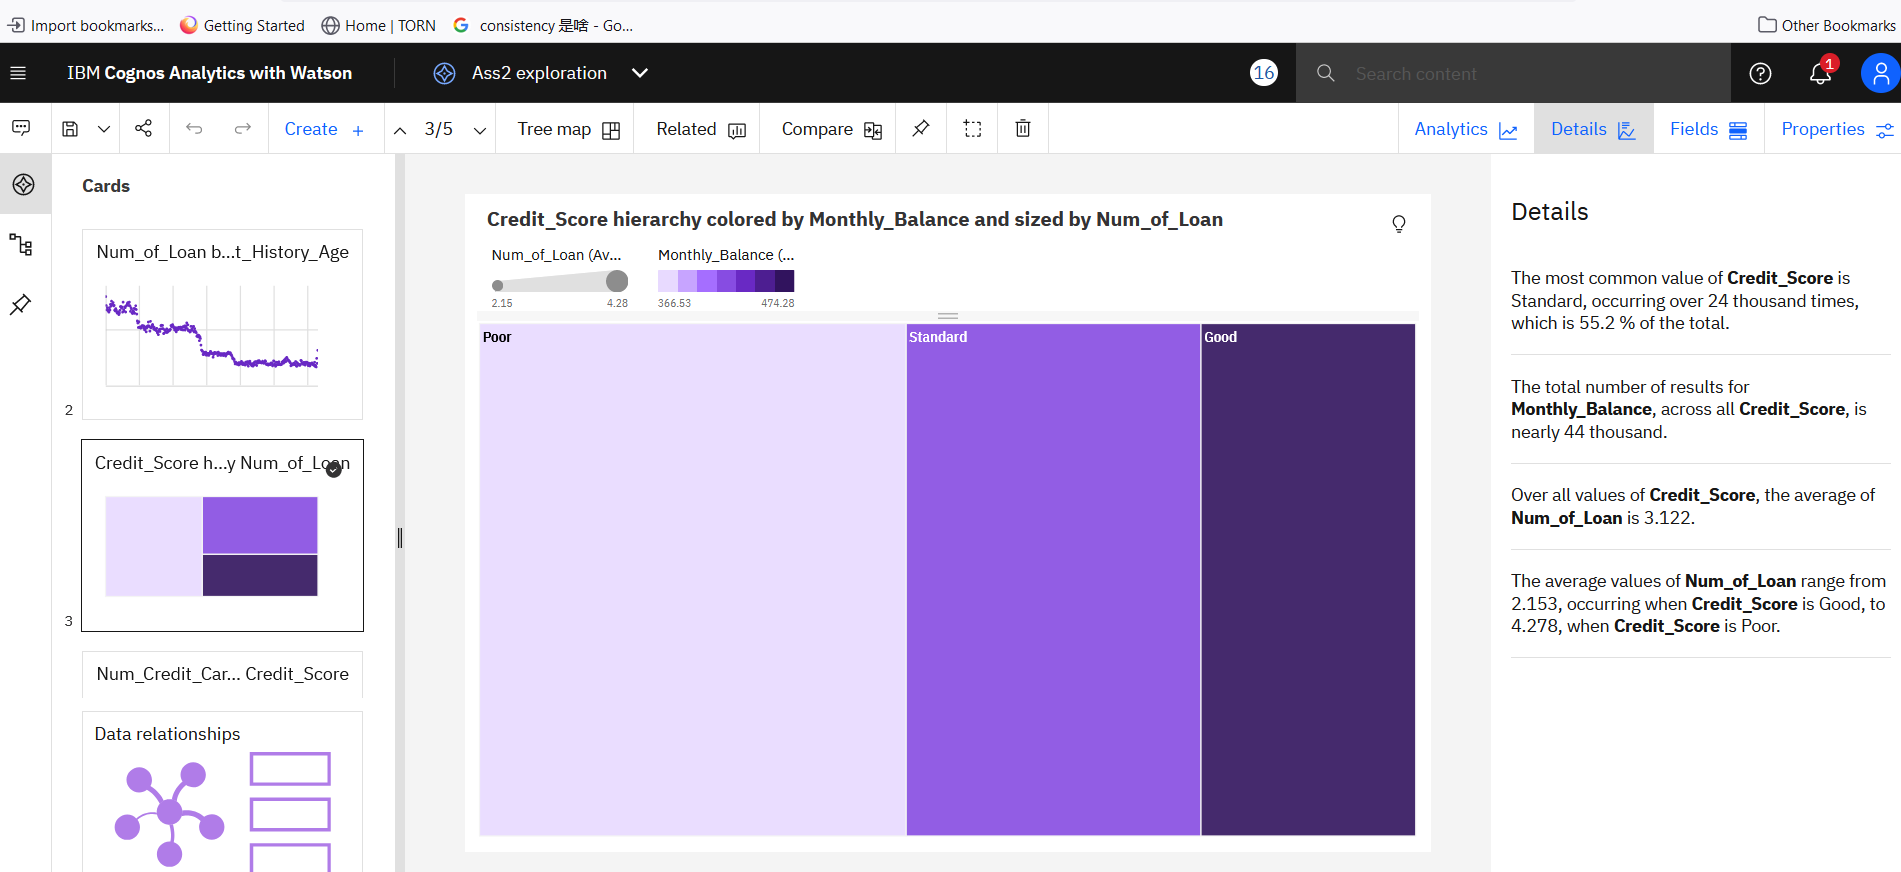 Import bookmarks...
Getting Started
Home | TORN
consistency 是啥 - Go...
Other Bookmarks
IBM Cognos Analytics with Watson
Ass2 exploration
16
Search content
1
Create +
3/5
Tree map
Related
Compare
Analytics
Details
Fields
Properties
Cards
Num_of_Loan b...t_History_Age
2
Credit_Score h...y Num_of_Loan
3
Num_Credit_Car... Credit_Score
Data relationships
Credit_Score hierarchy colored by Monthly_Balance and sized by Num_of_Loan
Num_of_Loan (Av...
2.15
4.28
Monthly_Balance (...
366.53
474.28
Poor
Standard
Good
Details
The most common value of Credit_Score is
Standard, occurring over 24 thousand times,
which is 55.2 % of the total.
The total number of results for
Monthly_Balance, across all Credit_Score, is
nearly 44 thousand.
Over all values of Credit_Score, the average of
Num_of_Loan is 3.122.
The average values of Num_of_Loan range from
2.153, occurring when Credit_Score is Good, to
4.278, when Credit_Score is Poor.